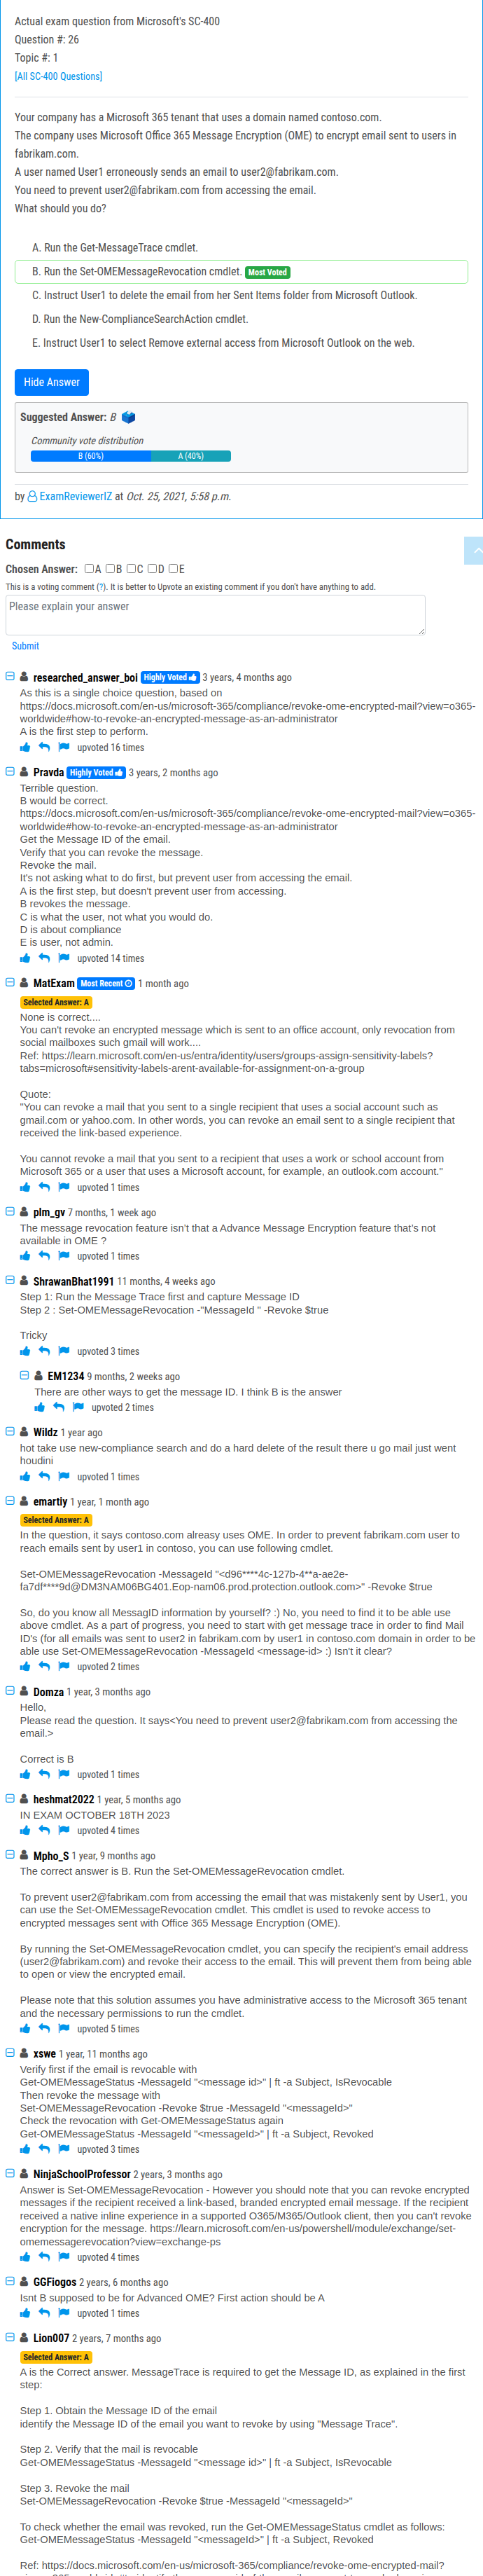 Actual exam question from Microsoft's SC-400
Question #: 26
Topic #: 1
[All SC-400 Questions]
Your company has a Microsoft 365 tenant that uses a domain named contoso.com.
The company uses Microsoft Office 365 Message Encryption (OME) to encrypt email sent to users in
fabrikam.com.
A user named User1 erroneously sends an email to user2@fabrikam.com.
You need to prevent user2@fabrikam.com from accessing the email.
What should you do?
A. Run the Get-MessageTrace cmdlet.
B. Run the Set-OMEMessageRevocation cmdlet. Most Voted
C. Instruct User1 to delete the email from her Sent Items folder from Microsoft Outlook.
D. Run the New-ComplianceSearchAction cmdlet.
E. Instruct User1 to select Remove external access from Microsoft Outlook on the web.
Hide Answer
Suggested Answer: B
Community vote distribution
B (60%) A (40%)
by ExamReviewerIZ at Oct. 25, 2021, 5:58 p.m.
Comments
Chosen Answer: A B C D E
This is a voting comment (?). It is better to Upvote an existing comment if you don't have anything to add.
Please explain your answer
Submit
researched_answer_boi Highly Voted 3 years, 4 months ago
As this is a single choice question, based on
https://docs.microsoft.com/en-us/microsoft-365/compliance/revoke-ome-encrypted-mail?view=o365-
worldwide#how-to-revoke-an-encrypted-message-as-an-administrator
A is the first step to perform.
upvoted 16 times
Pravda Highly Voted 3 years, 2 months ago
Terrible question.
B would be correct.
https://docs.microsoft.com/en-us/microsoft-365/compliance/revoke-ome-encrypted-mail?view=o365-
worldwide#how-to-revoke-an-encrypted-message-as-an-administrator
Get the Message ID of the email.
Verify that you can revoke the message.
Revoke the mail.
It's not asking what to do first, but prevent user from accessing the email.
A is the first step, but doesn't prevent user from accessing.
B revokes the message.
C is what the user, not what you would do.
D is about compliance
E is user, not admin.
upvoted 14 times
MatExam Most Recent 1 month ago
Selected Answer: A
None is correct....
You can't revoke an encrypted message which is sent to an office account, only revocation from
social mailboxes such gmail will work....
Ref: https://learn.microsoft.com/en-us/entra/identity/users/groups-assign-sensitivity-labels?
tabs=microsoft#sensitivity-labels-arent-available-for-assignment-on-a-group
Quote:
"You can revoke a mail that you sent to a single recipient that uses a social account such as
gmail.com or yahoo.com. In other words, you can revoke an email sent to a single recipient that
received the link-based experience.
You cannot revoke a mail that you sent to a recipient that uses a work or school account from
Microsoft 365 or a user that uses a Microsoft account, for example, an outlook.com account."
upvoted 1 times
plm_gv 7 months, 1 week ago
The message revocation feature isn't that a Advance Message Encryption feature that's not
available in OME ?
upvoted 1 times
ShrawanBhat1991 11 months, 4 weeks ago
Step 1: Run the Message Trace first and capture Message ID
Step 2 : Set-OMEMessageRevocation -"MessageId " -Revoke $true
Tricky
upvoted 3 times
EM1234 9 months, 2 weeks ago
There are other ways to get the message ID. I think B is the answer
upvoted 2 times
Wildz 1 year ago
hot take use new-compliance search and do a hard delete of the result there u go mail just went
houdini
upvoted 1 times
emartiy 1 year, 1 month ago
Selected Answer: A
In the question, it says contoso.com alreasy uses OME. In order to prevent fabrikam.com user to
reach emails sent by user1 in contoso, you can use following cmdlet.
Set-OMEMessageRevocation -MessageId "<d96****4c-127b-4**a-ae2e-
fa7df****9d@DM3NAM06BG401.Eop-nam06.prod.protection.outlook.com>" -Revoke $true
So, do you know all MessagID information by yourself? :) No, you need to find it to be able use
above cmdlet. As a part of progress, you need to start with get message trace in order to find Mail
ID's (for all emails was sent to user2 in fabrikam.com by user1 in contoso.com domain in order to be
able use Set-OMEMessageRevocation -MessageId <message-id> :) Isn't it clear?
upvoted 2 times
Domza 1 year, 3 months ago
Hello,
Please read the question. It says<You need to prevent user2@fabrikam.com from accessing the
email.>
Correct is B
upvoted 1 times
heshmat2022 1 year, 5 months ago
IN EXAM OCTOBER 18TH 2023
upvoted 4 times
Mpho_S 1 year, 9 months ago
The correct answer is B. Run the Set-OMEMessageRevocation cmdlet.
To prevent user2@fabrikam.com from accessing the email that was mistakenly sent by User1, you
can use the Set-OMEMessageRevocation cmdlet. This cmdlet is used to revoke access to
encrypted messages sent with Office 365 Message Encryption (OME).
By running the Set-OMEMessageRevocation cmdlet, you can specify the recipient's email address
(user2@fabrikam.com) and revoke their access to the email. This will prevent them from being able
to open or view the encrypted email.
Please note that this solution assumes you have administrative access to the Microsoft 365 tenant
and the necessary permissions to run the cmdlet.
upvoted 5 times
xswe 1 year, 11 months ago
Verify first if the email is revocable with
Get-OMEMessageStatus -MessageId "<message id>" | ft -a Subject, IsRevocable
Then revoke the message with
Set-OMEMessageRevocation -Revoke $true -MessageId "<messageId>"
Check the revocation with Get-OMEMessageStatus again
Get-OMEMessageStatus -MessageId "<messageId>" | ft -a Subject, Revoked
upvoted 3 times
NinjaSchoolProfessor 2 years, 3 months ago
Answer is Set-OMEMessageRevocation - However you should note that you can revoke encrypted
messages if the recipient received a link-based, branded encrypted email message. If the recipient
received a native inline experience in a supported O365/M365/Outlook client, then you can't revoke
encryption for the message. https://learn.microsoft.com/en-us/powershell/module/exchange/set-
omemessagerevocation?view=exchange-ps
upvoted 4 times
GGFiogos 2 years, 6 months ago
Isnt B supposed to be for Advanced OME? First action should be A
upvoted 1 times
Lion007 2 years, 7 months ago
Selected Answer: A
A is the Correct answer. MessageTrace is required to get the Message ID, as explained in the first
step:
Step 1. Obtain the Message ID of the email
identify the Message ID of the email you want to revoke by using "Message Trace".
Step 2. Verify that the mail is revocable
Get-OMEMessageStatus -MessageId "<message id>" | ft -a Subject, IsRevocable
Step 3. Revoke the mail
Set-OMEMessageRevocation -Revoke $true -MessageId "<messageId>"
To check whether the email was revoked, run the Get-OMEMessageStatus cmdlet as follows:
Get-OMEMessageStatus -MessageId "<messageId>" | ft -a Subject, Revoked
Ref: https://docs.microsoft.com/en-us/microsoft-365/compliance/revoke-ome-encrypted-mail?